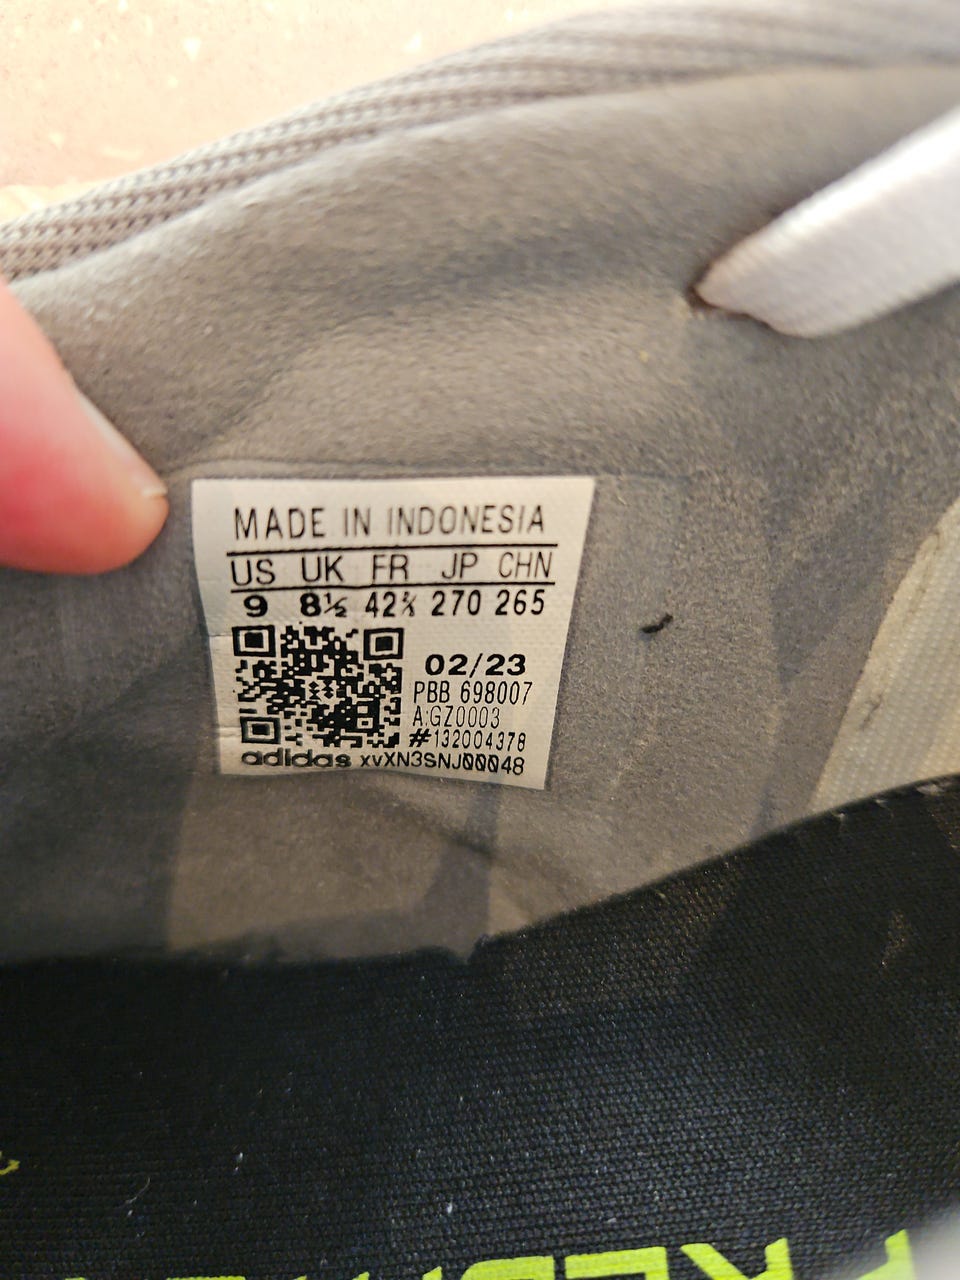 MADE IN INDONESIA
US UK FR JP CHN
9 8½ 42⅔ 270 265
02/23
PBB 698007
A:GZ0003
#132004378
adidas xvXN3SNJ00048